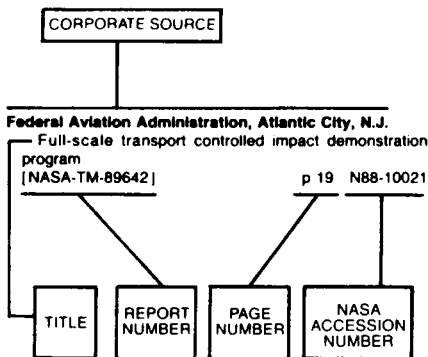 CORPORATE SOURCE
Federal Aviation Administration, Atlantic City, N.J.
Full-scale transport controlled impact demonstration
program
[NASA-TM-89642] p 19 N88-10021
TITLE
REPORT
NUMBER
PAGE
NUMBER
NASA
ACCESSION
NUMBER